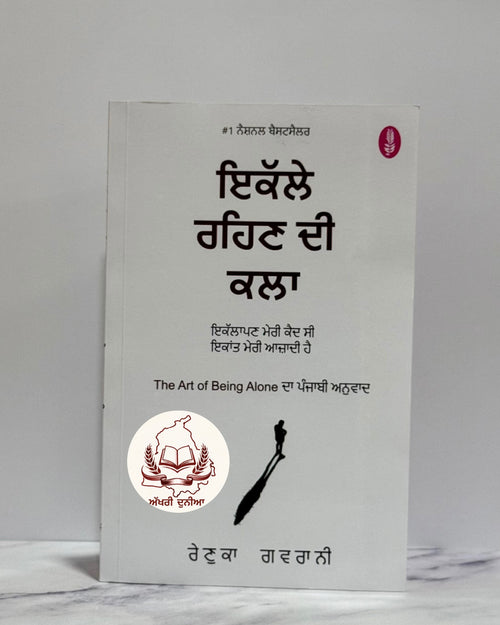 #1 ਨੈਸ਼ਨਲ ਬੈਸਟਸੈਲਰ
ਇਕੱਲੇ
ਰਹਿਣ ਦੀ
ਕਲਾ
ਇਕੱਲਾਪਣ ਮੇਰੀ ਕੈਦ ਸੀ
ਇਕਾਂਤ ਮੇਰੀ ਆਜ਼ਾਦੀ ਹੈ
The Art of Being Alone ਦਾ ਪੰਜਾਬੀ ਅਨੁਵਾਦ
ਅੱਖਰੀ ਦੁਨੀਆ
ਰੇਣੁਕਾ ਗਵਰਾਨੀ